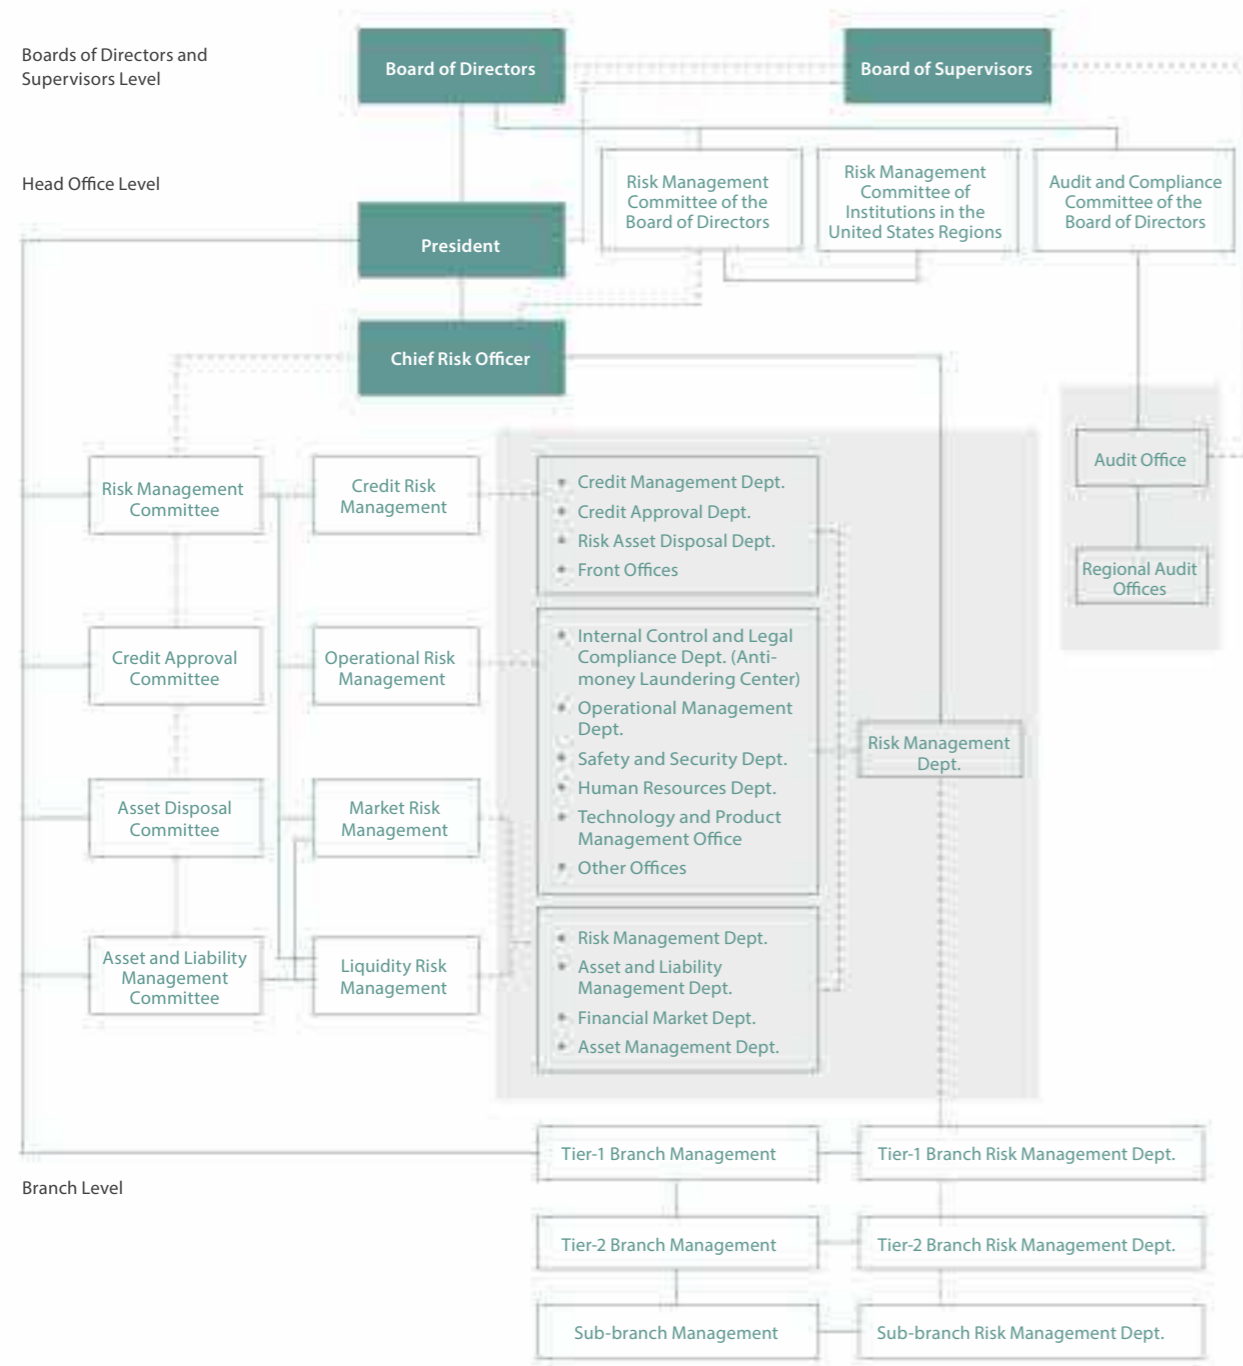 Boards of Directors and
Supervisors Level
Board of Directors
Board of Supervisors
Head Office Level
Risk Management
Committee of the
Board of Directors
Risk Management
Committee of
Institutions in the
United States Regions
Audit and Compliance
Committee of the
Board of Directors
President
Chief Risk Officer
Risk Management
Committee
Credit Risk
Management
Credit Management Dept.
Credit Approval Dept.
Risk Asset Disposal Dept.
Front Offices
Audit Office
Regional Audit
Offices
Credit Approval
Committee
Operational Risk
Management
Internal Control and Legal
Compliance Dept. (Anti-
money Laundering Center)
Operational Management
Dept.
Safety and Security Dept.
Human Resources Dept.
Technology and Product
Management Office
Other Offices
Risk Management
Dept.
Asset Disposal
Committee
Market Risk
Management
Asset and Liability
Management
Committee
Liquidity Risk
Management
Risk Management Dept.
Asset and Liability
Management Dept.
Financial Market Dept.
Asset Management Dept.
Tier-1 Branch Management
Tier-1 Branch Risk Management Dept.
Branch Level
Tier-2 Branch Management
Tier-2 Branch Risk Management Dept.
Sub-branch Management
Sub-branch Risk Management Dept.